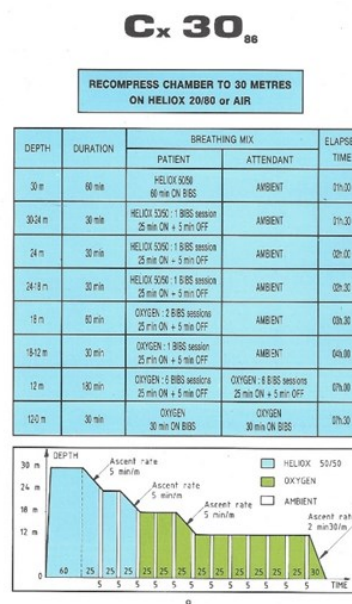 Cx 30 86
RECOMPRESS CHAMBER TO 30 METRES
ON HELIOX 20/80 or AIR
DEPTH DURATION BREATHING MIX ELAPSE
TIME
PATIENT ATTENDANT
30 m 60 min HELIOX 50/50
60 min ON BIBS AMBIENT 01h.00
30-24 m 30 min HELIOX 50/50 : 1 BIBS session
25 min ON + 5 min OFF AMBIENT 01h.30
24 m 30 min HELIOX 50/50 : 1 BIBS session
25 min ON + 5 min OFF AMBIENT 02h.00
24-18 m 30 min HELIOX 50/50 : 1 BIBS session
25 min ON + 5 min OFF AMBIENT 02h.30
18 m 60 min OXYGEN : 2 BIBS sessions
25 min ON + 5 min OFF AMBIENT 03h.30
18-12 m 30 min OXYGEN : 1 BIBS session
25 min ON + 5 min OFF AMBIENT 04h.00
12 m 180 min OXYGEN : 6 BIBS sessions
25 min ON + 5 min OFF OXYGEN : 6 BIBS sessions
25 min ON + 5 min OFF 07h.00
12-0 m 30 min OXYGEN
30 min ON BIBS OXYGEN
30 min ON BIBS 07h.30
DEPTH
30 m
24 m
18 m
12 m
0
Ascent rate
5 min/m
Ascent rate
5 min/m
Ascent rate
5 min/m
HELIOX 50/50
OXYGEN
AMBIENT
Ascent rat
2 min30/m
60 25 25 25 25 25 25 25 25 25 25 25 25 30
5 5 5 5 5 5 5 5 5 5 5 5 TIME